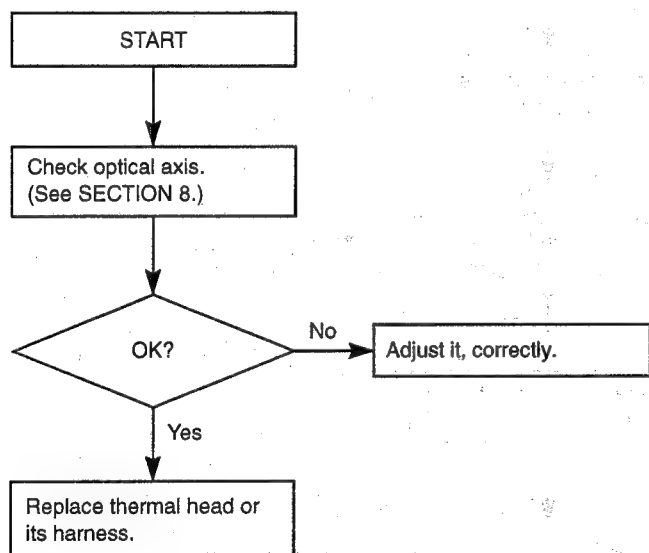 START
Check optical axis.
(See SECTION 8.)
OK?
No
Adjust it, correctly.
Yes
Replace thermal head or
its harness.